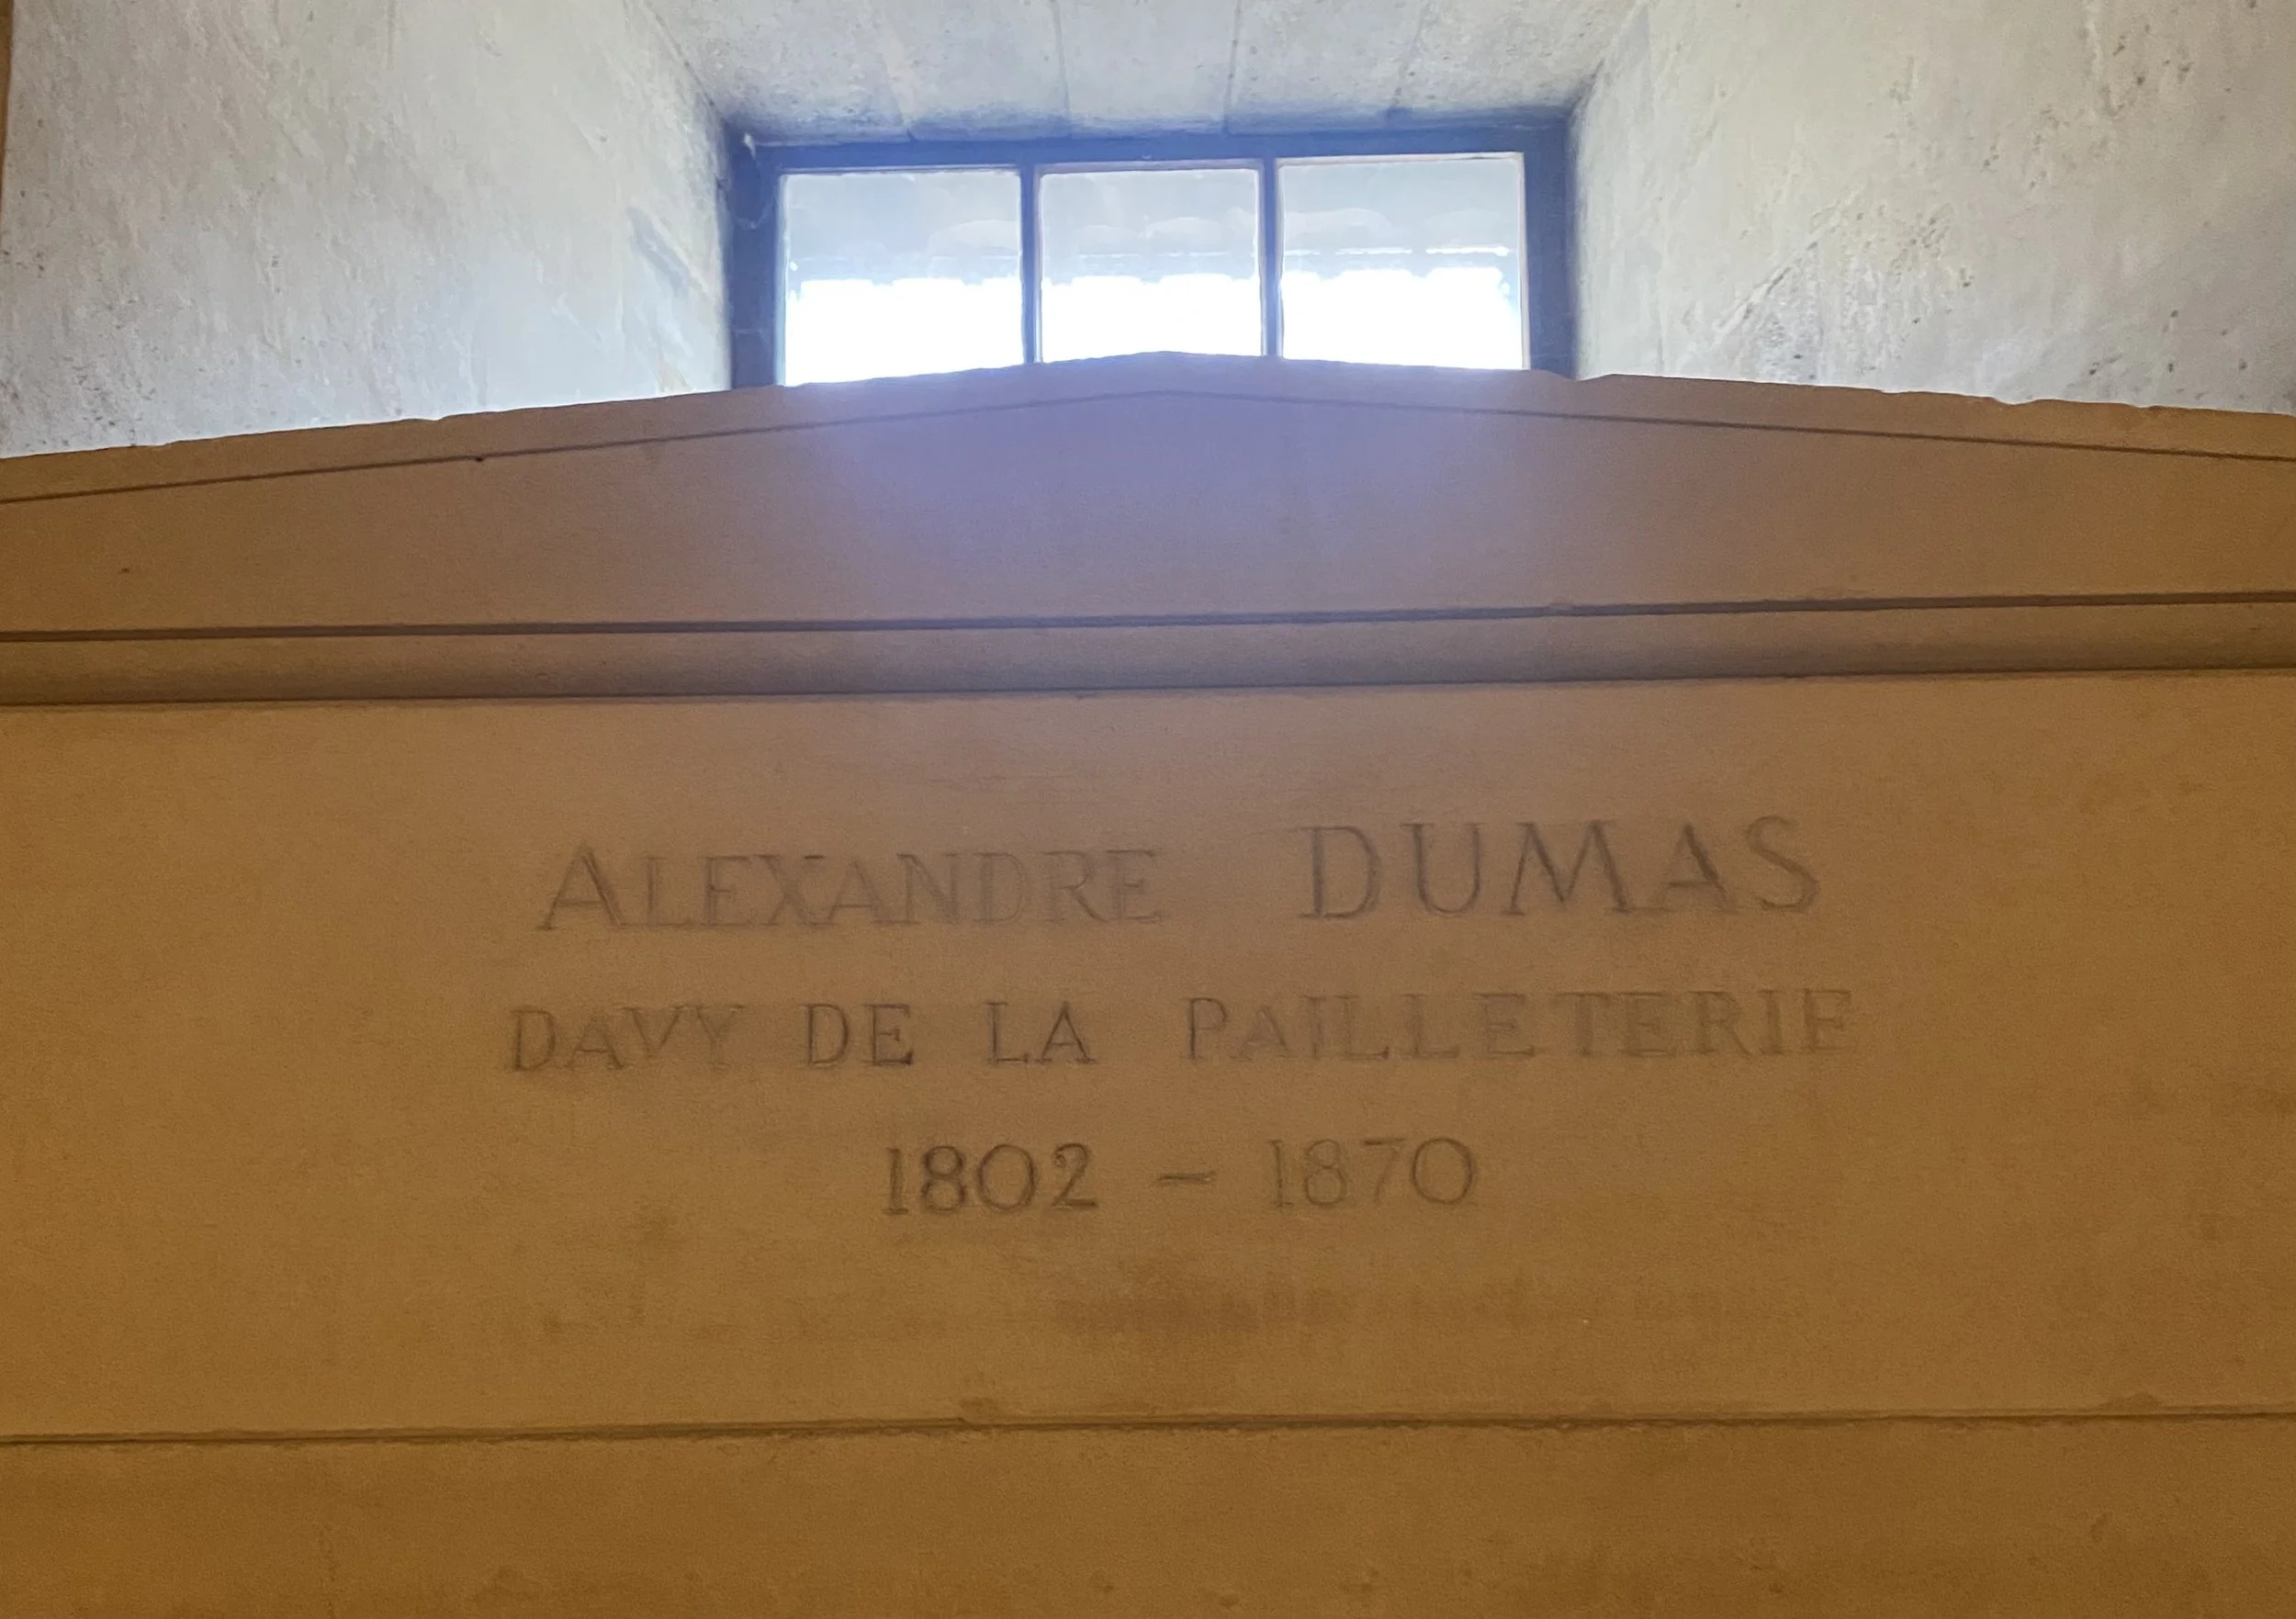 ALEXANDRE DUMAS
DAVY DE LA PAILLETERIE
1802 – 1870